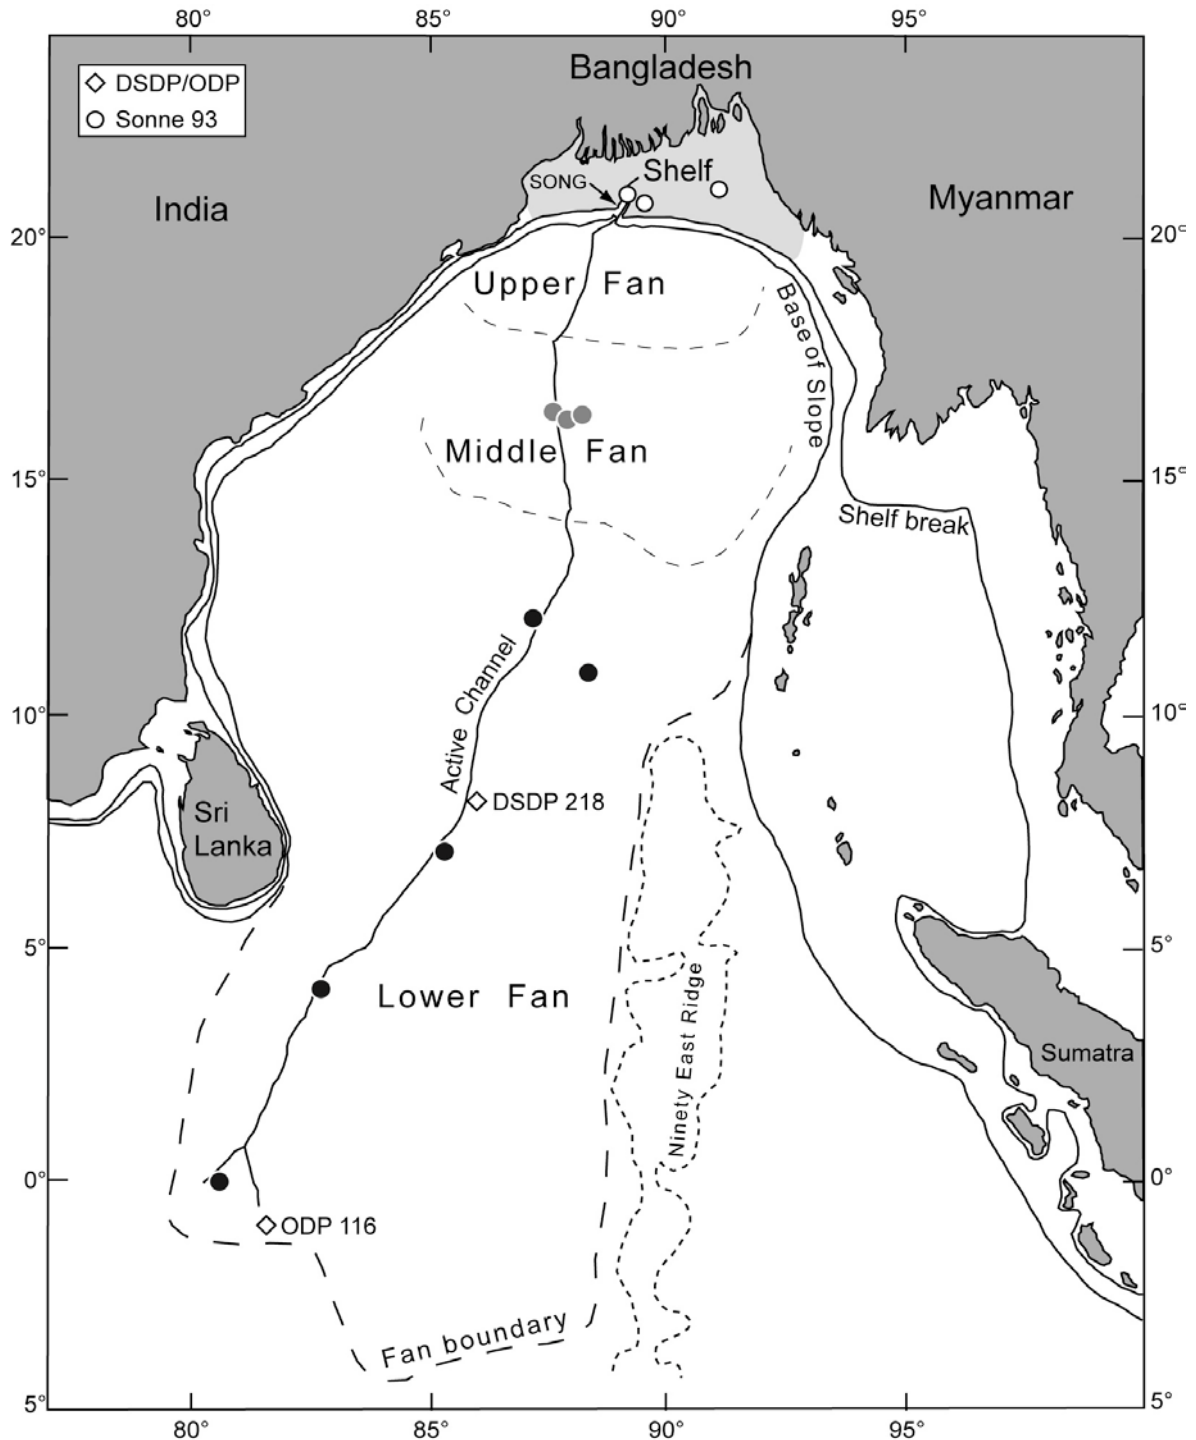 80° 85° 90° 95°
DSDP/ODP
Sonne 93
Bangladesh
India
SONG
Shelf
Myanmar
20° 20°
Upper Fan
Base of Slope
Middle Fan
15° 15°
Shelf break
Active Channel
10° 10°
DSDP 218
Sri
Lanka
5° 5°
Lower Fan
Ninety East Ridge
Sumatra
0° 0°
ODP 116
Fan boundary
5° 5°
80° 85° 90° 95°